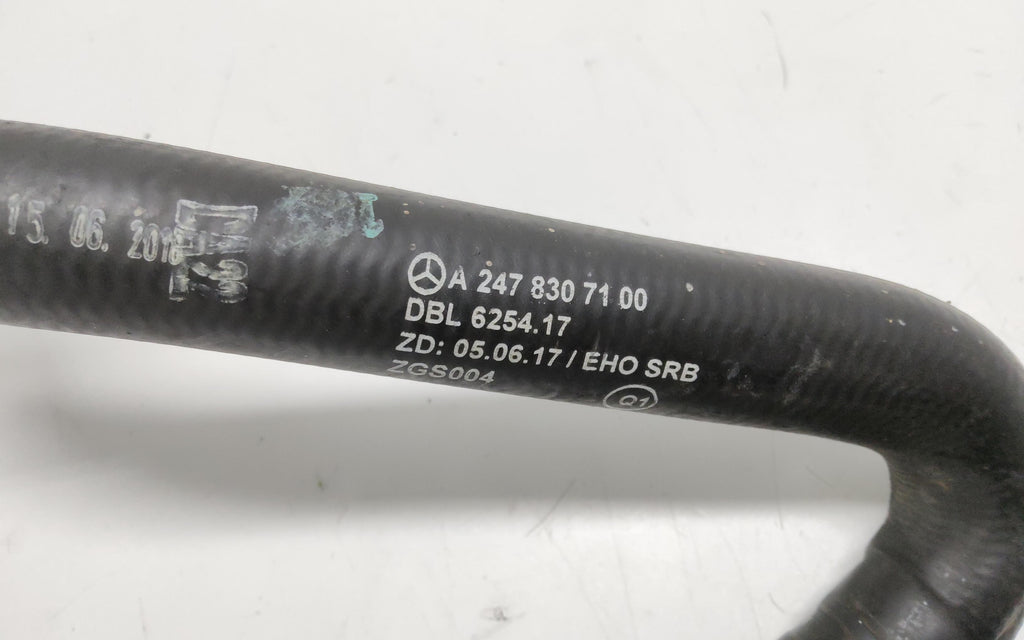 15. 06. 2018
A 247 830 71 00
DBL 6254.17
ZD: 05.06.17 / EHO SRB
ZGS004
Q1